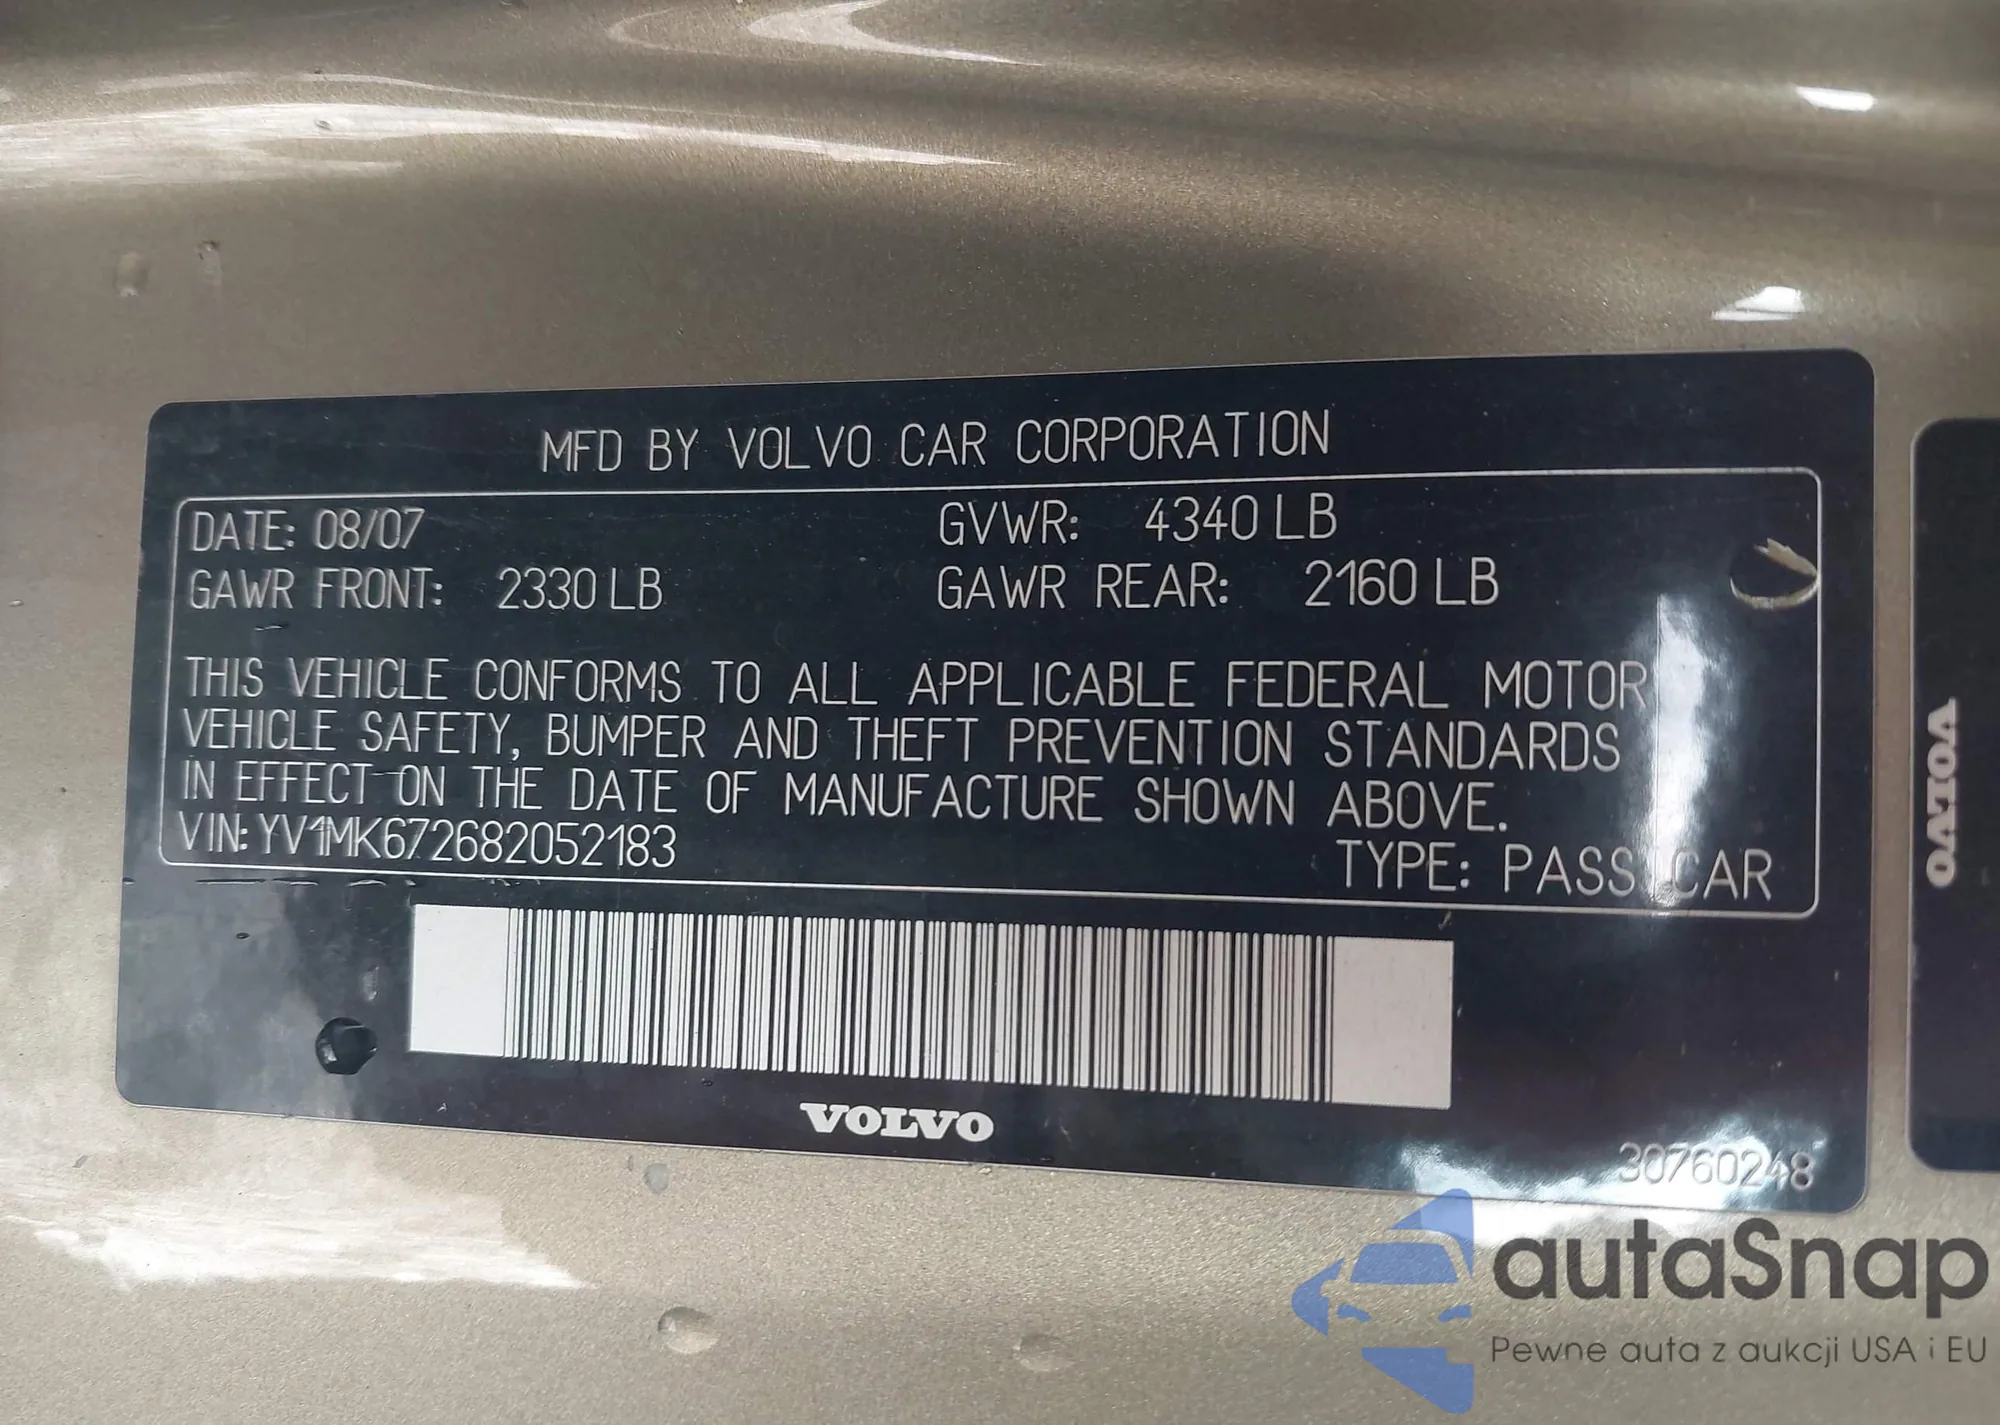 MFD BY VOLVO CAR CORPORATION
DATE: 08/07 GVWR: 4340 LB
GAWR FRONT: 2330 LB GAWR REAR: 2160 LB
THIS VEHICLE CONFORMS TO ALL APPLICABLE FEDERAL MOTOR
VEHICLE SAFETY, BUMPER AND THEFT PREVENTION STANDARDS
IN EFFECT ON THE DATE OF MANUFACTURE SHOWN ABOVE.
VIN: YV1MK672682052183 TYPE: PASS CAR
VOLVO
30760248
VOLVO
autaSnap
Pewne auta z aukcji USA i EU